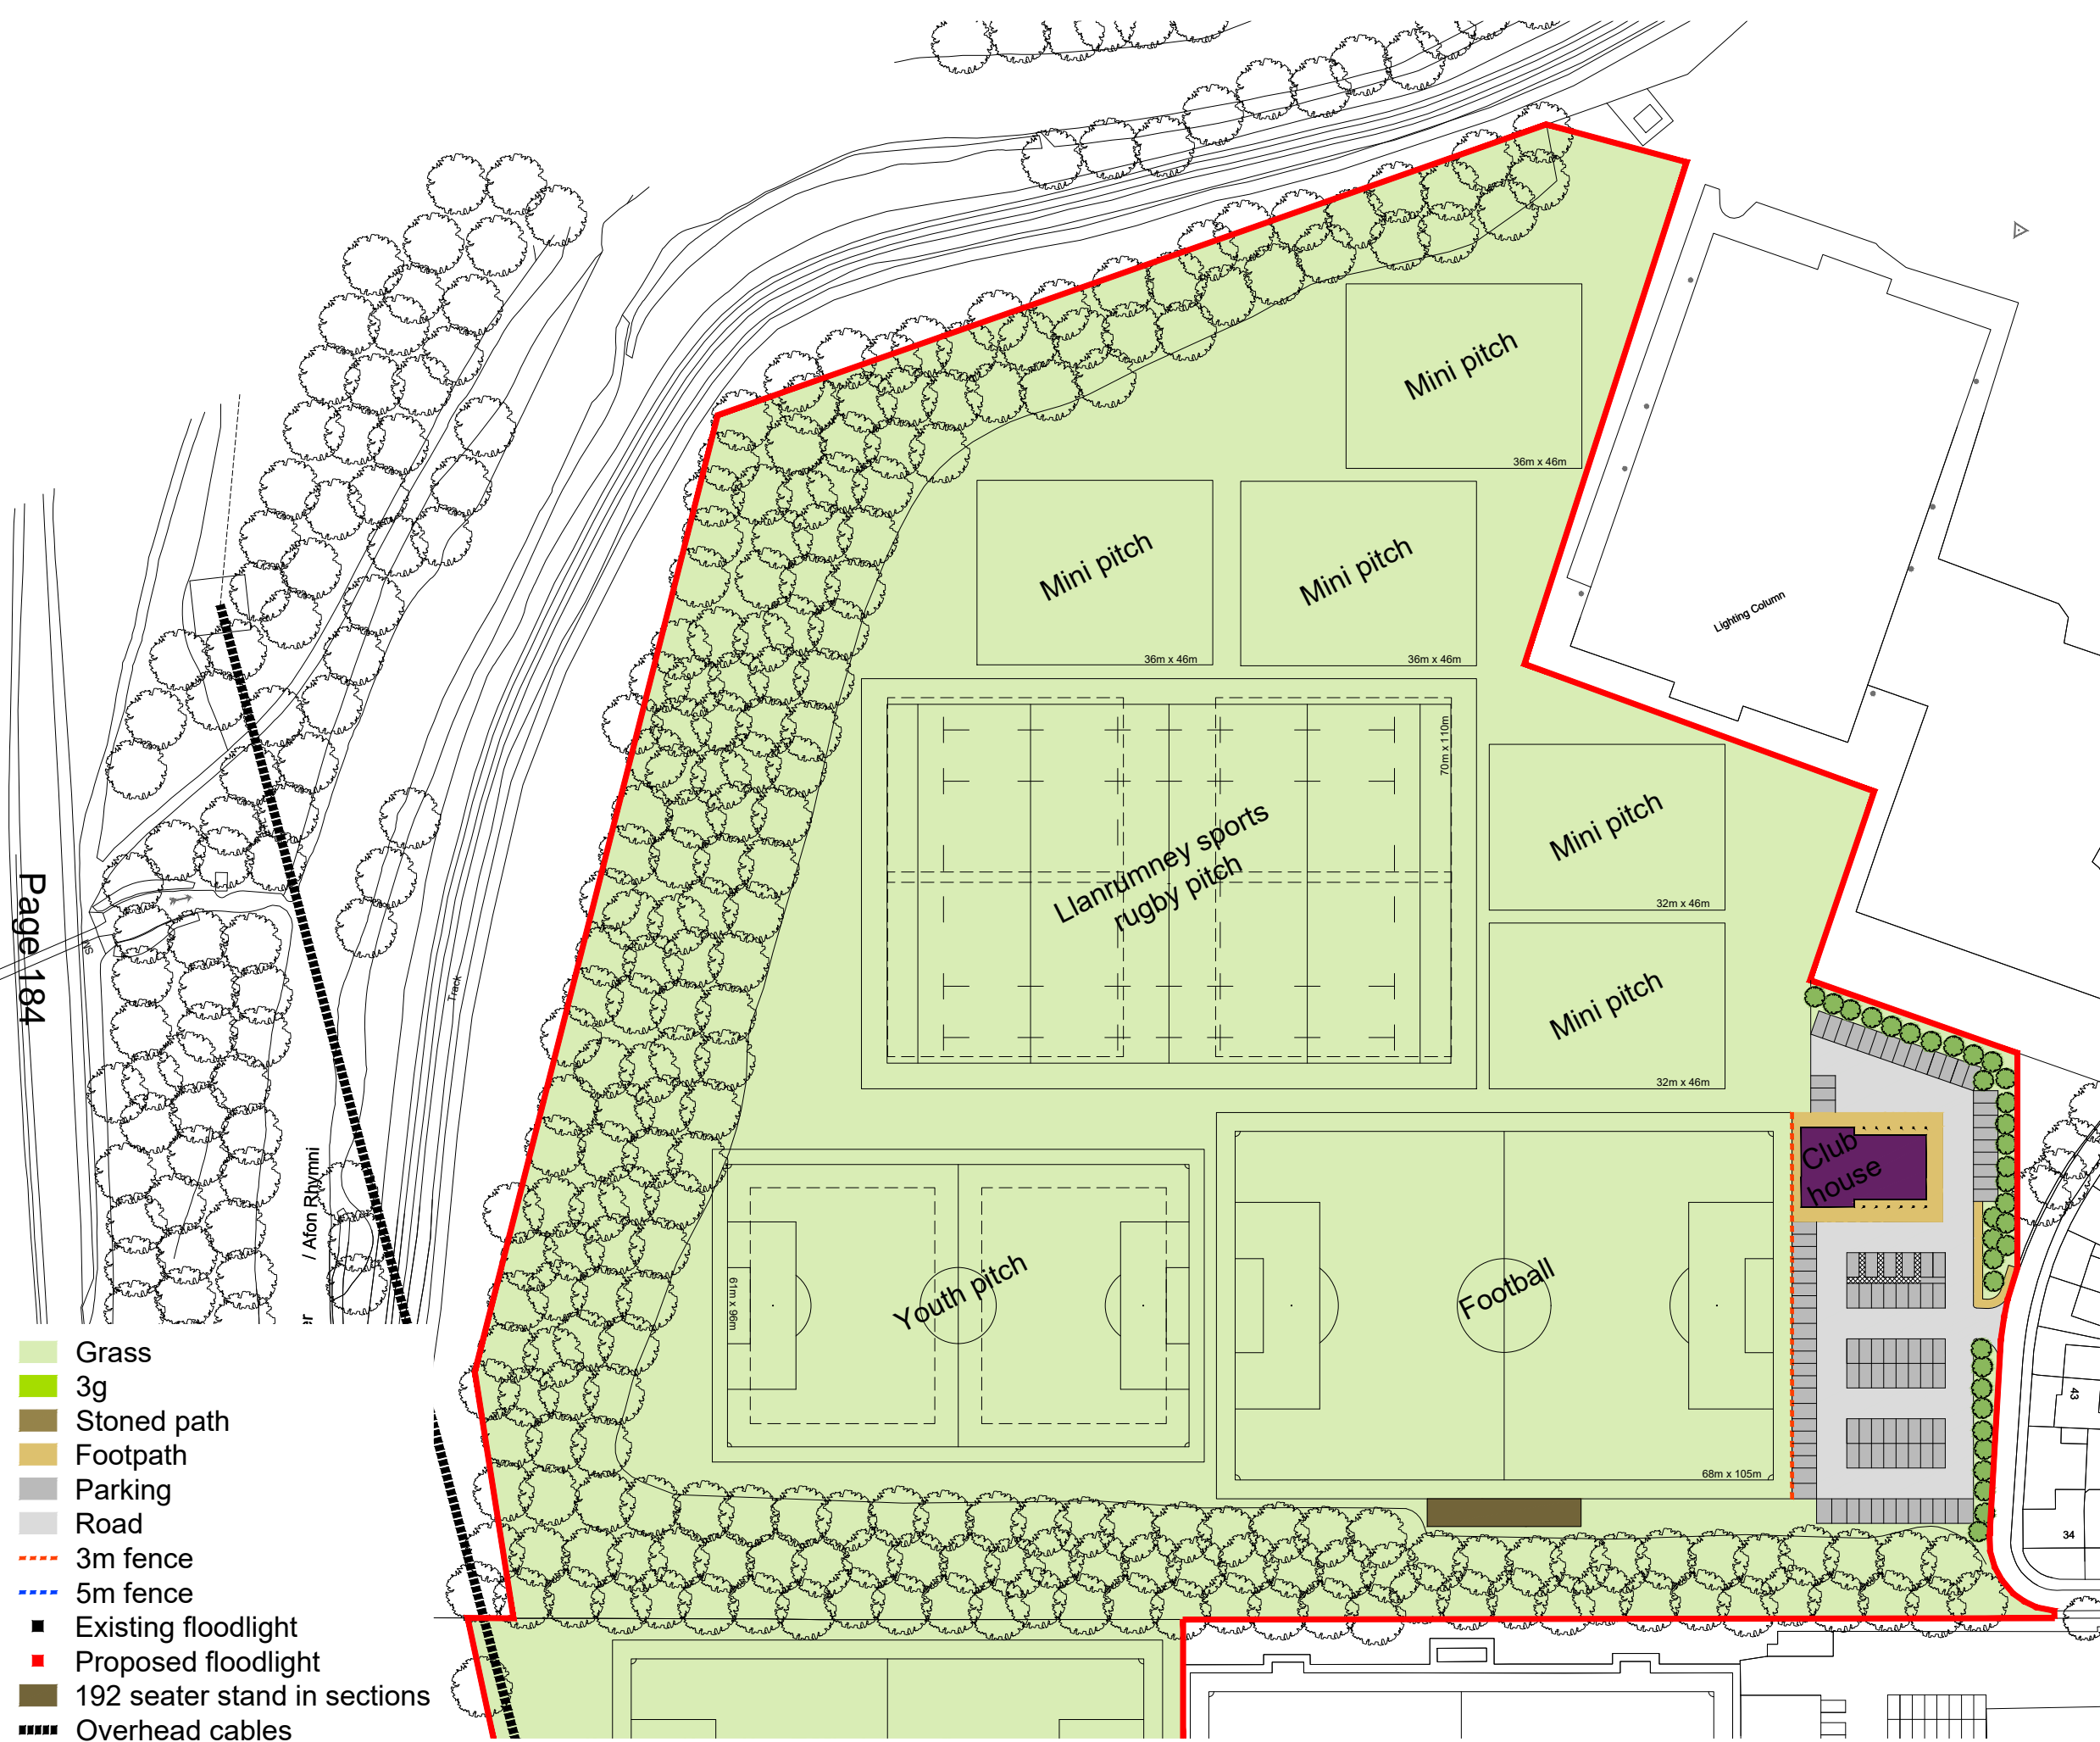 Mini pitch
36m x 46m
Mini pitch
36m x 46m
Mini pitch
36m x 46m
Lighting Column
Llanrumney sports
rugby pitch
70m x 110m
Mini pitch
32m x 46m
Mini pitch
32m x 46m
Page 184
Track
/ Afon Rhymni
er
Club
house
Youth pitch
61m x 96m
Football
68m x 105m
43
34
Grass
3g
Stoned path
Footpath
Parking
Road
3m fence
5m fence
Existing floodlight
Proposed floodlight
192 seater stand in sections
Overhead cables